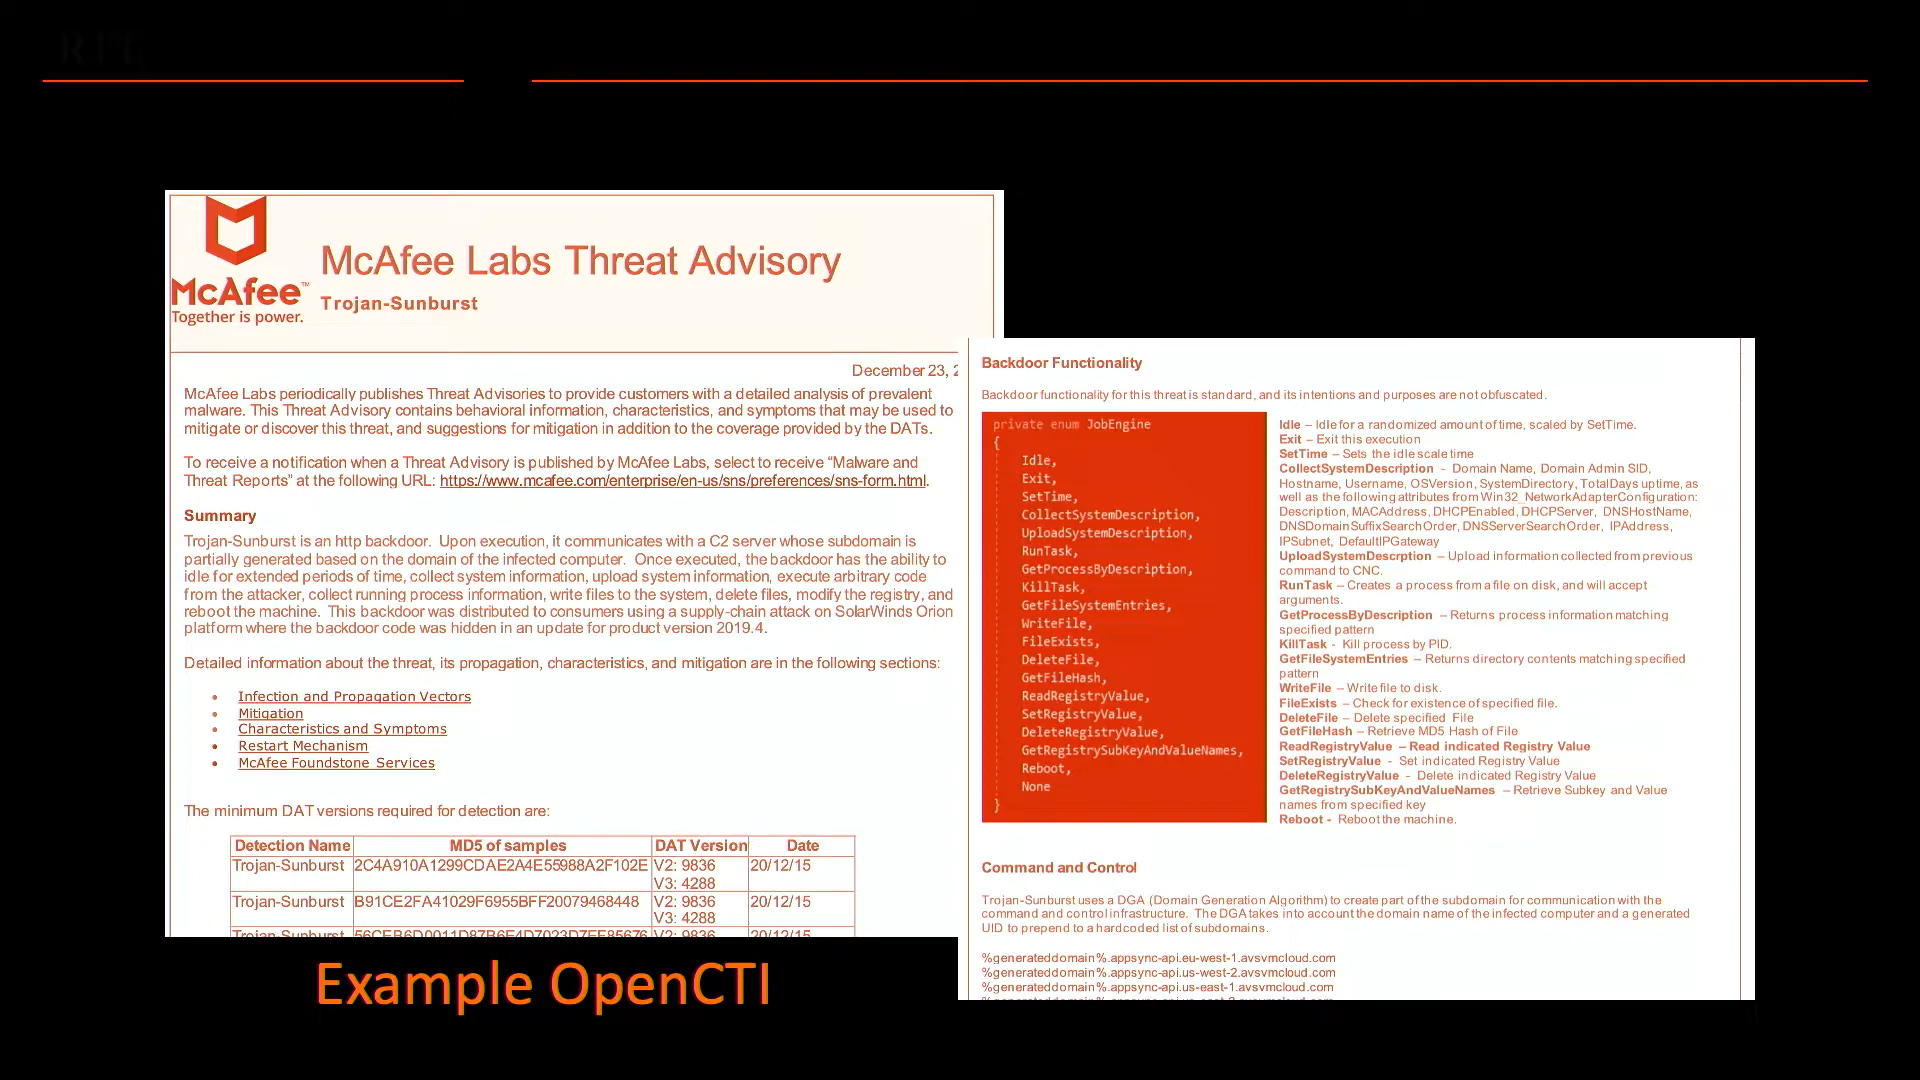 McAfee™
Together is power.
McAfee Labs Threat Advisory
Trojan-Sunburst
December 23, 2
McAfee Labs periodically publishes Threat Advisories to provide customers with a detailed analysis of prevalent
malware. This Threat Advisory contains behavioral information, characteristics, and symptoms that may be used to
mitigate or discover this threat, and suggestions for mitigation in addition to the coverage provided by the DATs.
To receive a notification when a Threat Advisory is published by McAfee Labs, select to receive “Malware and
Threat Reports” at the following URL: https://www.mcafee.com/enterprise/en-us/sns/preferences/sns-form.html.
Summary
Trojan-Sunburst is an http backdoor. Upon execution, it communicates with a C2 server whose subdomain is
partially generated based on the domain of the infected computer. Once executed, the backdoor has the ability to
idle for extended periods of time, collect system information, upload system information, execute arbitrary code
from the attacker, collect running process information, write files to the system, delete files, modify the registry, and
reboot the machine. This backdoor was distributed to consumers using a supply-chain attack on SolarWinds Orion
platform where the backdoor code was hidden in an update for product version 2019.4.
Detailed information about the threat, its propagation, characteristics, and mitigation are in the following sections:
• Infection and Propagation Vectors
• Mitigation
• Characteristics and Symptoms
• Restart Mechanism
• McAfee Foundstone Services
The minimum DAT versions required for detection are:
Detection Name MD5 of samples DAT Version Date
Trojan-Sunburst 2C4A910A1299CDAE2A4E55988A2F102E V2: 9836 20/12/15
V3: 4288
Trojan-Sunburst B91CE2FA41029F6955BFF20079468448 V2: 9836 20/12/15
V3: 4288
Trojan-Sunburst 56CEB6D0011D87B6E4D7023D7EF85676 V2: 9836 20/12/15
Example OpenCTI
Backdoor Functionality
Backdoor functionality for this threat is standard, and its intentions and purposes are not obfuscated.
private enum JobEngine
{
Idle,
Exit,
SetTime,
CollectSystemDescription,
UploadSystemDescription,
RunTask,
GetProcessByDescription,
KillTask,
GetFileSystemEntries,
WriteFile,
FileExists,
DeleteFile,
GetFileHash,
ReadRegistryValue,
SetRegistryValue,
DeleteRegistryValue,
GetRegistrySubKeyAndValueNames,
Reboot,
None
}
Idle – Idle for a randomized amount of time, scaled by SetTime.
Exit – Exit this execution
SetTime – Sets the idle scale time
CollectSystemDescription - Domain Name, Domain Admin SID,
Hostname, Username, OSVersion, SystemDirectory, TotalDays uptime, as
well as the following attributes from Win32_NetworkAdapterConfiguration:
Description, MACAddress, DHCPEnabled, DHCPServer, DNSHostName,
DNSDomainSuffixSearchOrder, DNSServerSearchOrder, IPAddress,
IPSubnet, DefaultIPGateway
UploadSystemDescrption – Upload information collected from previous
command to CNC.
RunTask – Creates a process from a file on disk, and will accept
arguments.
GetProcessByDescription – Returns process information matching
specified pattern
KillTask - Kill process by PID.
GetFileSystemEntries – Returns directory contents matching specified
pattern
WriteFile – Write file to disk.
FileExists – Check for existence of specified file.
DeleteFile – Delete specified File
GetFileHash – Retrieve MD5 Hash of File
ReadRegistryValue – Read indicated Registry Value
SetRegistryValue - Set indicated Registry Value
DeleteRegistryValue - Delete indicated Registry Value
GetRegistrySubKeyAndValueNames – Retrieve Subkey and Value
names from specified key
Reboot - Reboot the machine.
Command and Control
Trojan-Sunburst uses a DGA (Domain Generation Algorithm) to create part of the subdomain for communication with the
command and control infrastructure. The DGA takes into account the domain name of the infected computer and a generated
UID to prepend to a hardcoded list of subdomains.
%generateddomain%.appsync-api.eu-west-1.avsvmcloud.com
%generateddomain%.appsync-api.us-west-2.avsvmcloud.com
%generateddomain%.appsync-api.us-east-1.avsvmcloud.com